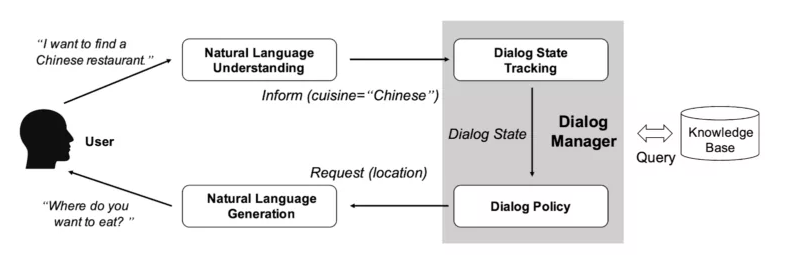 “I want to find a
Chinese restaurant.”
Natural Language
Understanding
Inform (cuisine=“Chinese”)
Dialog State
Tracking
User
Dialog State
Dialog
Manager
Query
Knowledge
Base
Request (location)
“Where do you
want to eat? ”
Natural Language
Generation
Dialog Policy